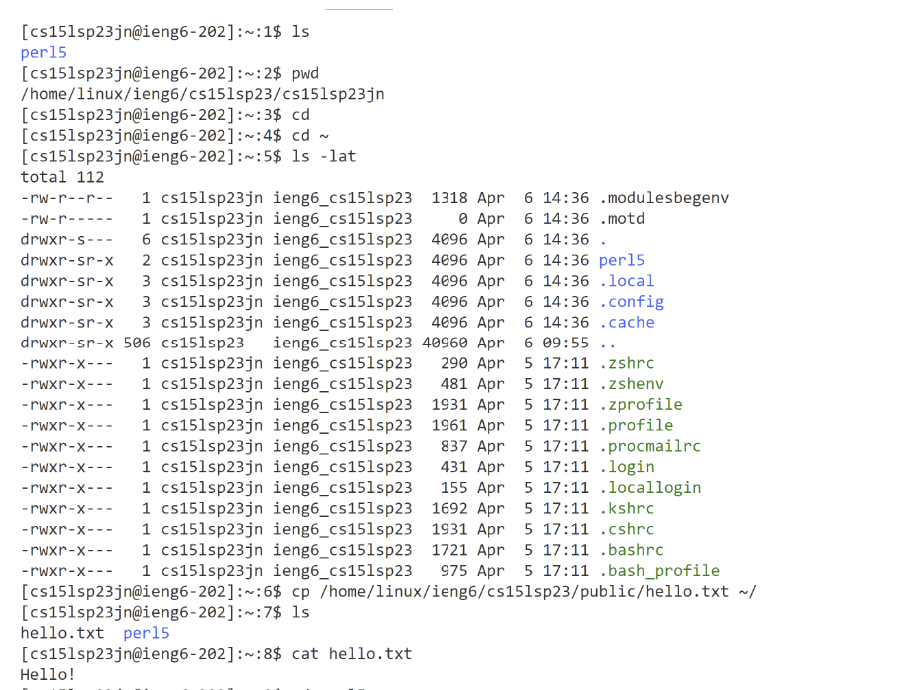 [cs15lsp23jn@ieng6-202]:~:1$ ls
perl5
[cs15lsp23jn@ieng6-202]:~:2$ pwd
/home/linux/ieng6/cs15lsp23/cs15lsp23jn
[cs15lsp23jn@ieng6-202]:~:3$ cd
[cs15lsp23jn@ieng6-202]:~:4$ cd ~
[cs15lsp23jn@ieng6-202]:~:5$ ls -lat
total 112
-rw-r--r--   1 cs15lsp23jn ieng6_cs15lsp23  1318 Apr  6 14:36 .modulesbegenv
-rw-r-----   1 cs15lsp23jn ieng6_cs15lsp23     0 Apr  6 14:36 .motd
drwxr-s---   6 cs15lsp23jn ieng6_cs15lsp23  4096 Apr  6 14:36 .
drwxr-sr-x   2 cs15lsp23jn ieng6_cs15lsp23  4096 Apr  6 14:36 perl5
drwxr-sr-x   3 cs15lsp23jn ieng6_cs15lsp23  4096 Apr  6 14:36 .local
drwxr-sr-x   3 cs15lsp23jn ieng6_cs15lsp23  4096 Apr  6 14:36 .config
drwxr-sr-x   3 cs15lsp23jn ieng6_cs15lsp23  4096 Apr  6 14:36 .cache
drwxr-sr-x 506 cs15lsp23   ieng6_cs15lsp23 40960 Apr  6 09:55 ..
-rwxr-x---   1 cs15lsp23jn ieng6_cs15lsp23   290 Apr  5 17:11 .zshrc
-rwxr-x---   1 cs15lsp23jn ieng6_cs15lsp23   481 Apr  5 17:11 .zshenv
-rwxr-x---   1 cs15lsp23jn ieng6_cs15lsp23  1931 Apr  5 17:11 .zprofile
-rwxr-x---   1 cs15lsp23jn ieng6_cs15lsp23  1961 Apr  5 17:11 .profile
-rwxr-x---   1 cs15lsp23jn ieng6_cs15lsp23   837 Apr  5 17:11 .procmailrc
-rwxr-x---   1 cs15lsp23jn ieng6_cs15lsp23   431 Apr  5 17:11 .login
-rwxr-x---   1 cs15lsp23jn ieng6_cs15lsp23   155 Apr  5 17:11 .locallogin
-rwxr-x---   1 cs15lsp23jn ieng6_cs15lsp23  1692 Apr  5 17:11 .kshrc
-rwxr-x---   1 cs15lsp23jn ieng6_cs15lsp23  1931 Apr  5 17:11 .cshrc
-rwxr-x---   1 cs15lsp23jn ieng6_cs15lsp23  1721 Apr  5 17:11 .bashrc
-rwxr-x---   1 cs15lsp23jn ieng6_cs15lsp23   975 Apr  5 17:11 .bash_profile
[cs15lsp23jn@ieng6-202]:~:6$ cp /home/linux/ieng6/cs15lsp23/public/hello.txt ~/
[cs15lsp23jn@ieng6-202]:~:7$ ls
hello.txt  perl5
[cs15lsp23jn@ieng6-202]:~:8$ cat hello.txt
Hello!